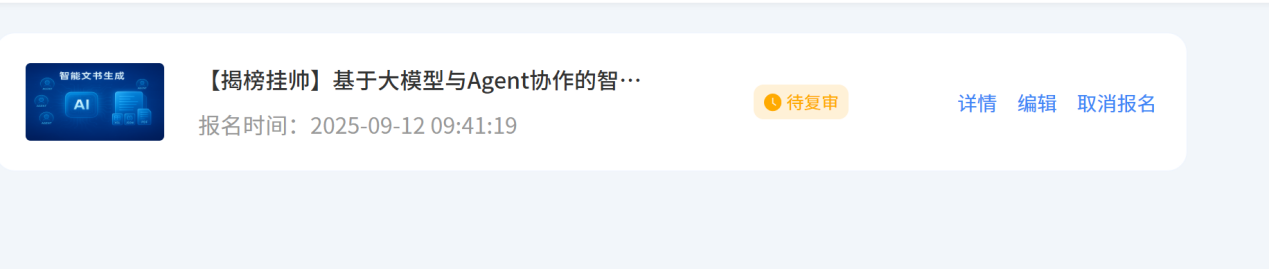 智能文书生成
AI
【揭榜挂帅】基于大模型与Agent协作的智…
报名时间：2025-09-12 09:41:19
待复审
详情 编辑 取消报名